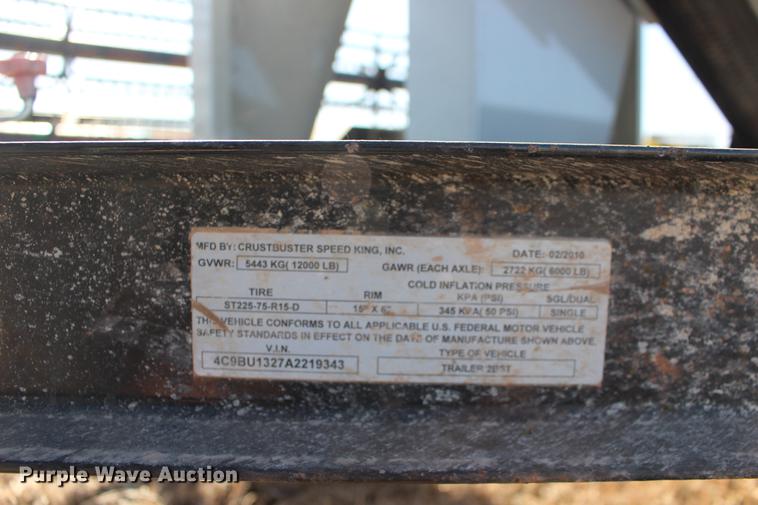 MFD BY: CRUSTBUSTER SPEED KING, INC. DATE: 02/2010
GVWR: 5443 KG( 12000 LB) GAWR (EACH AXLE): 2722 KG( 6000 LB)
COLD INFLATION PRESSURE
TIRE RIM KPA (PSI) SGL/DUAL
ST225-75-R15-D 15" X 6" 345 KPA( 50 PSI) SINGLE
THIS VEHICLE CONFORMS TO ALL APPLICABLE U.S. FEDERAL MOTOR VEHICLE
SAFETY STANDARDS IN EFFECT ON THE DATE OF MANUFACTURE SHOWN ABOVE.
V.I.N. TYPE OF VEHICLE
4C9BU1327A2219343 TRAILER
Purple Wave Auction